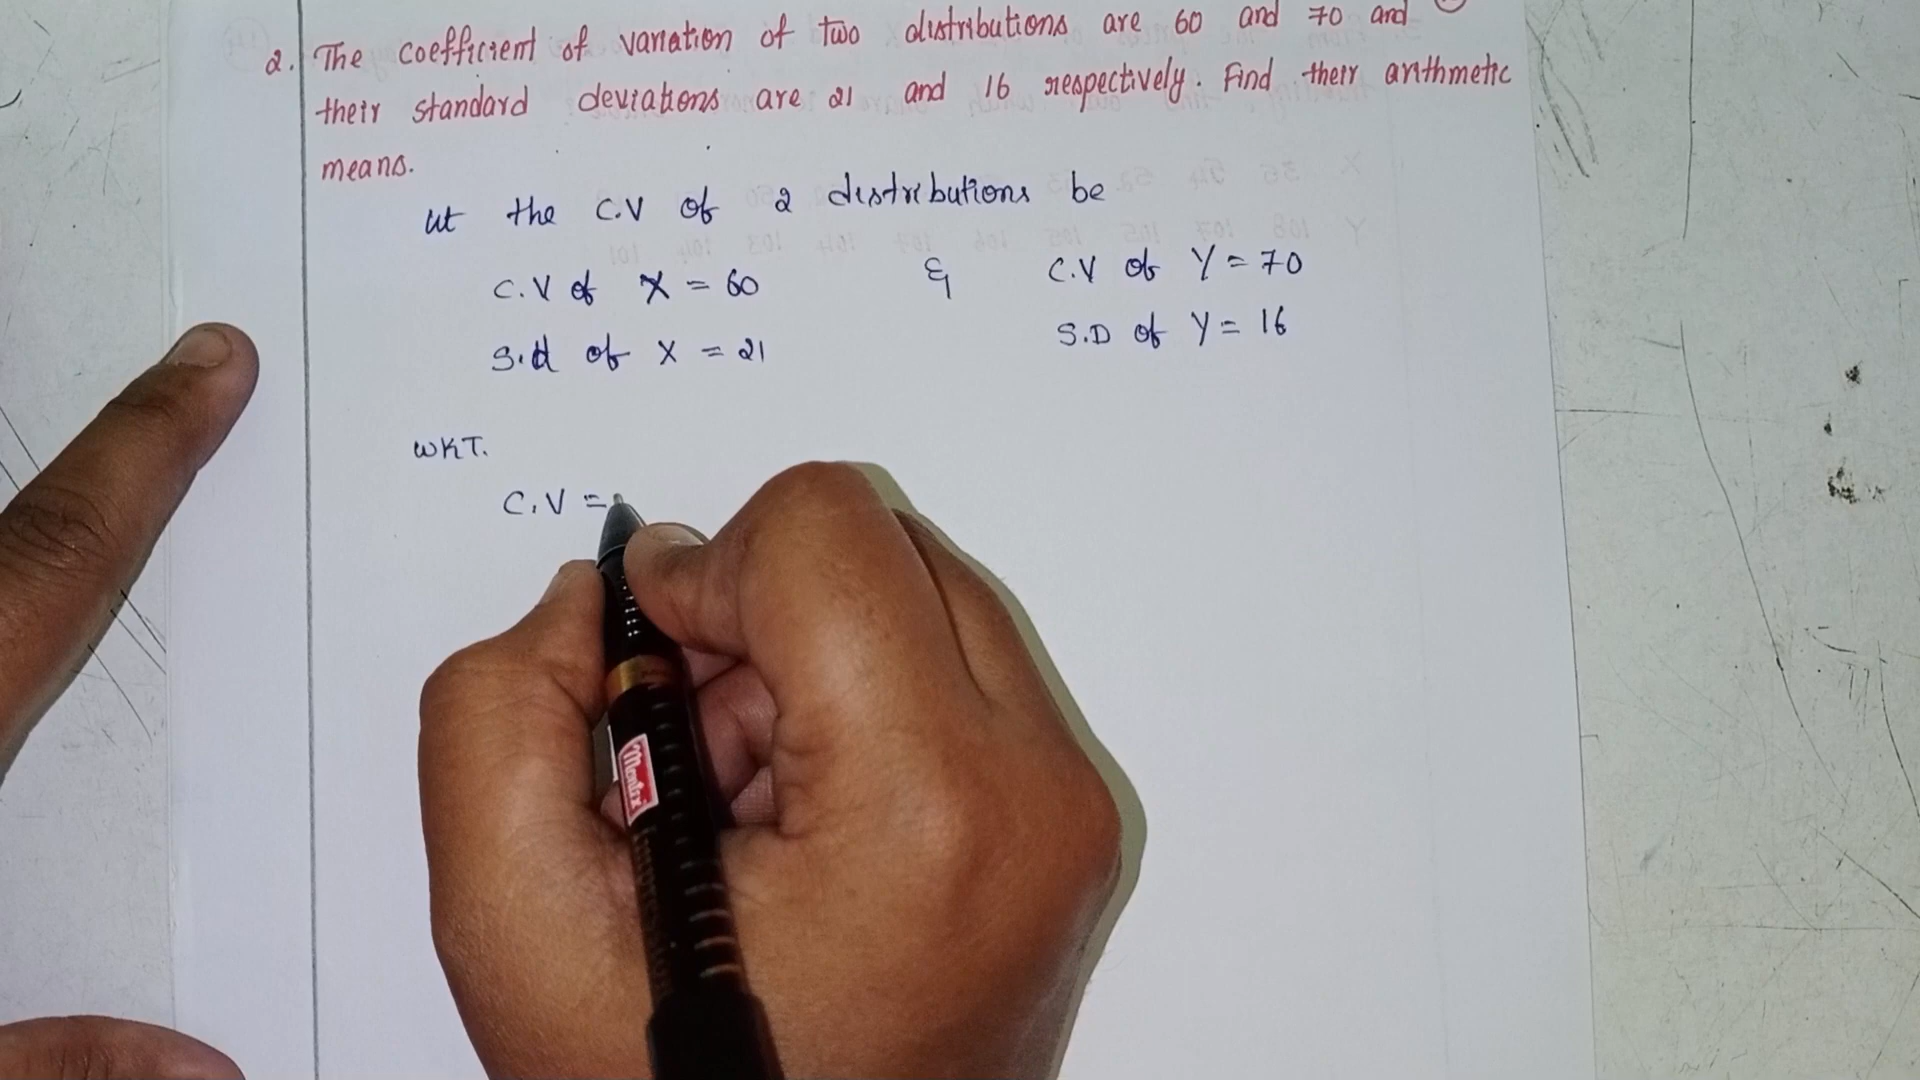 2. The coefficient of variation of two distributions are 60 and 70 and
their standard deviations are 21 and 16 respectively. Find their arithmetic
means.
Let the C.V of 2 distributions be
C.V of X = 60 & C.V of Y = 70
S.d of X = 21 S.D of Y = 16
WKT.
C.V =
Montex